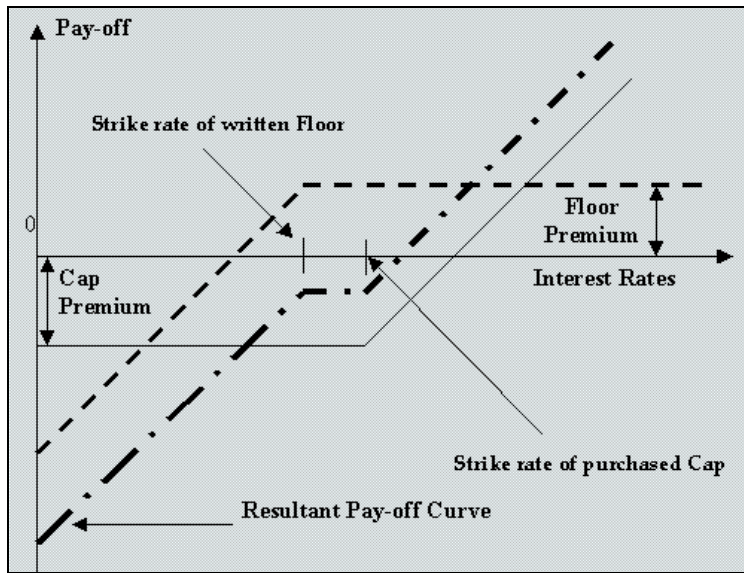 Pay-off
Strike rate of written Floor
0
Floor
Premium
Cap
Premium
Interest Rates
Strike rate of purchased Cap
Resultant Pay-off Curve